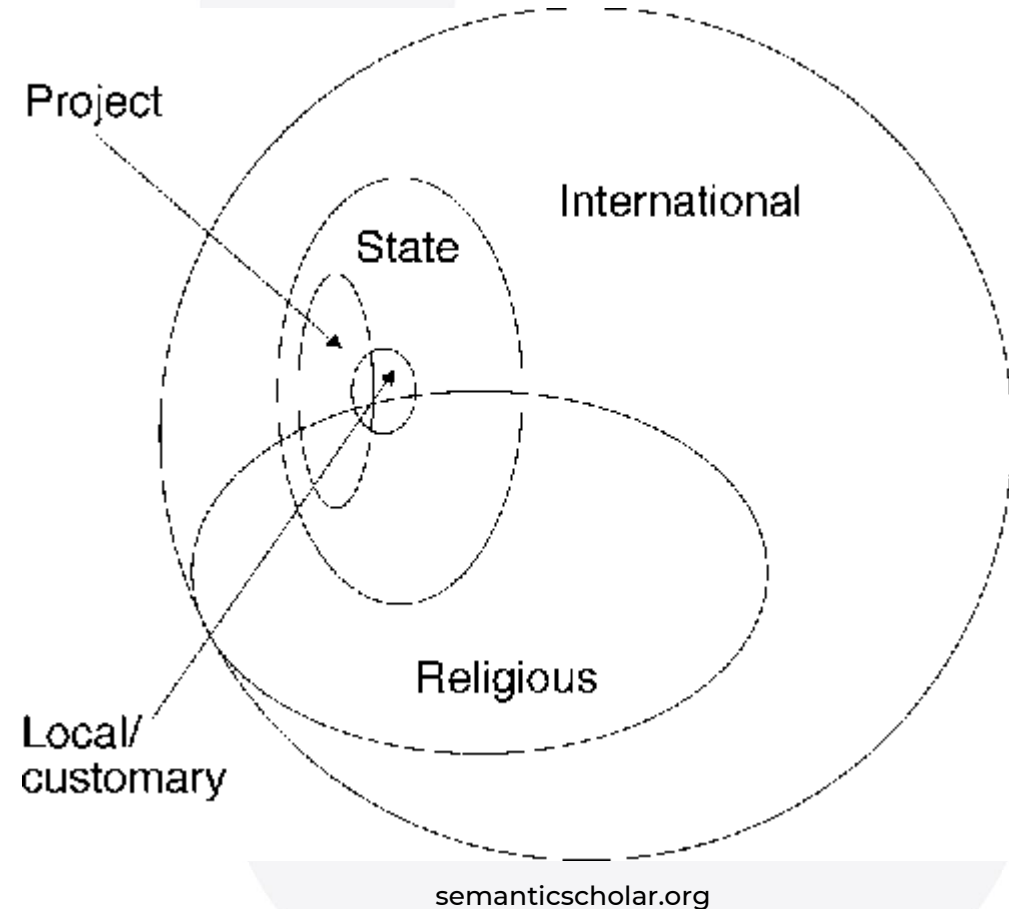 Project
International
State
Religious
Local/
customary
semanticscholar.org